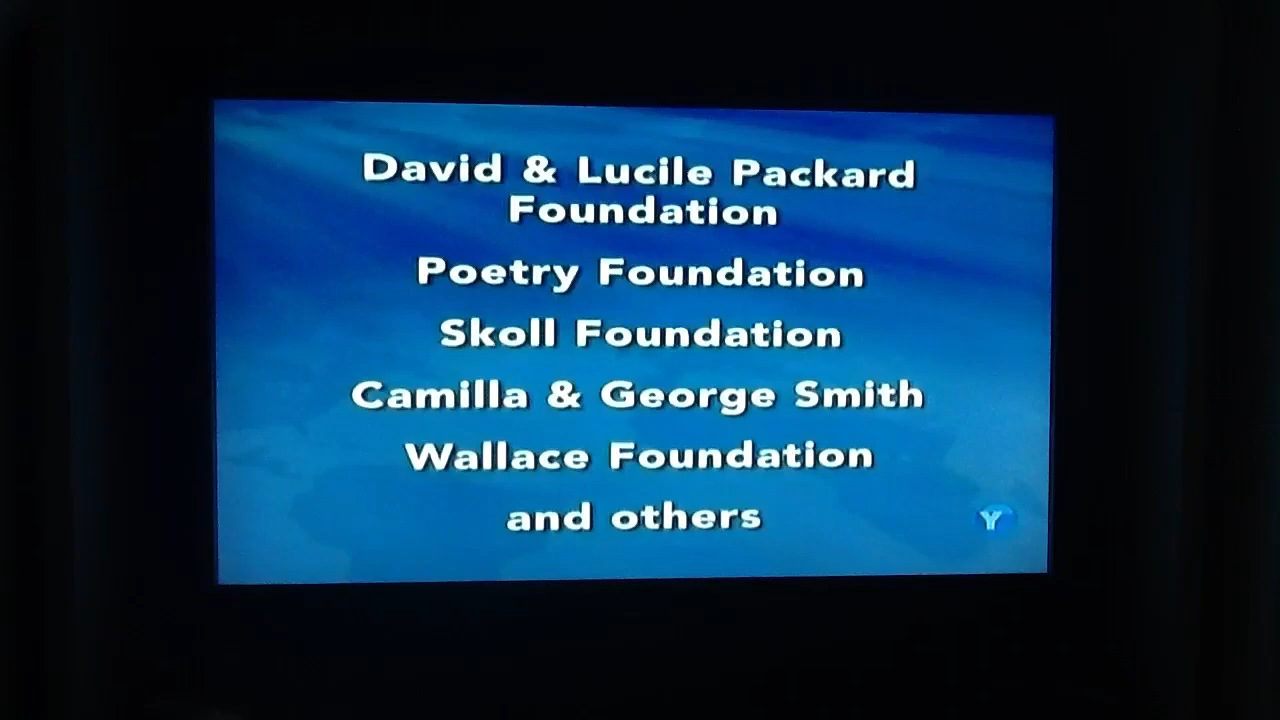 David & Lucile Packard
Foundation
Poetry Foundation
Skoll Foundation
Camilla & George Smith
Wallace Foundation
and others
Y